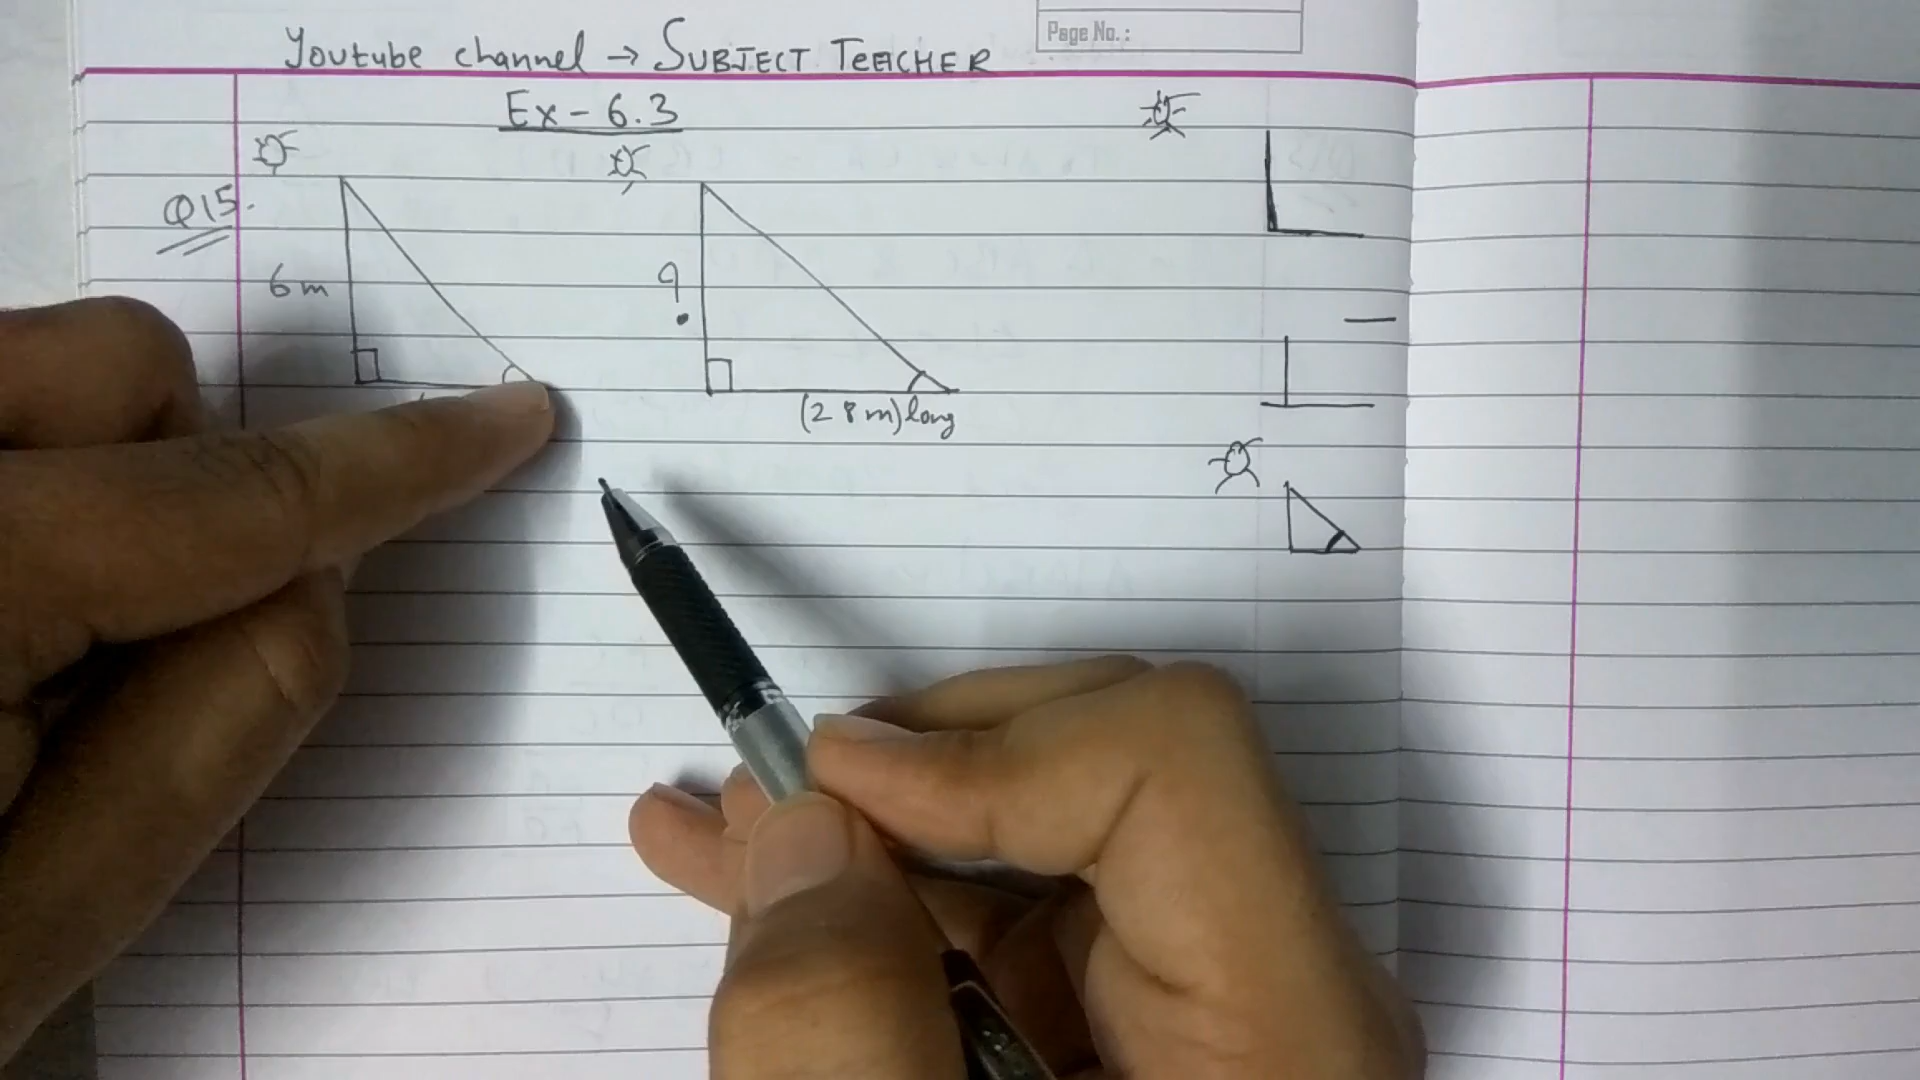 Page No.:
Youtube channel → SUBJECT TEACHER
Ex - 6.3
Q15.
6 m
?
(28 m) long